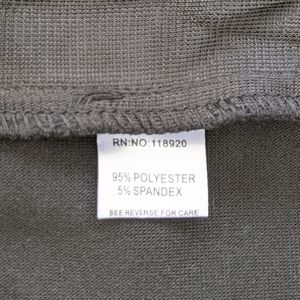 RN:NO:118920
95% POLYESTER
5% SPANDEX
SEE REVERSE FOR CARE